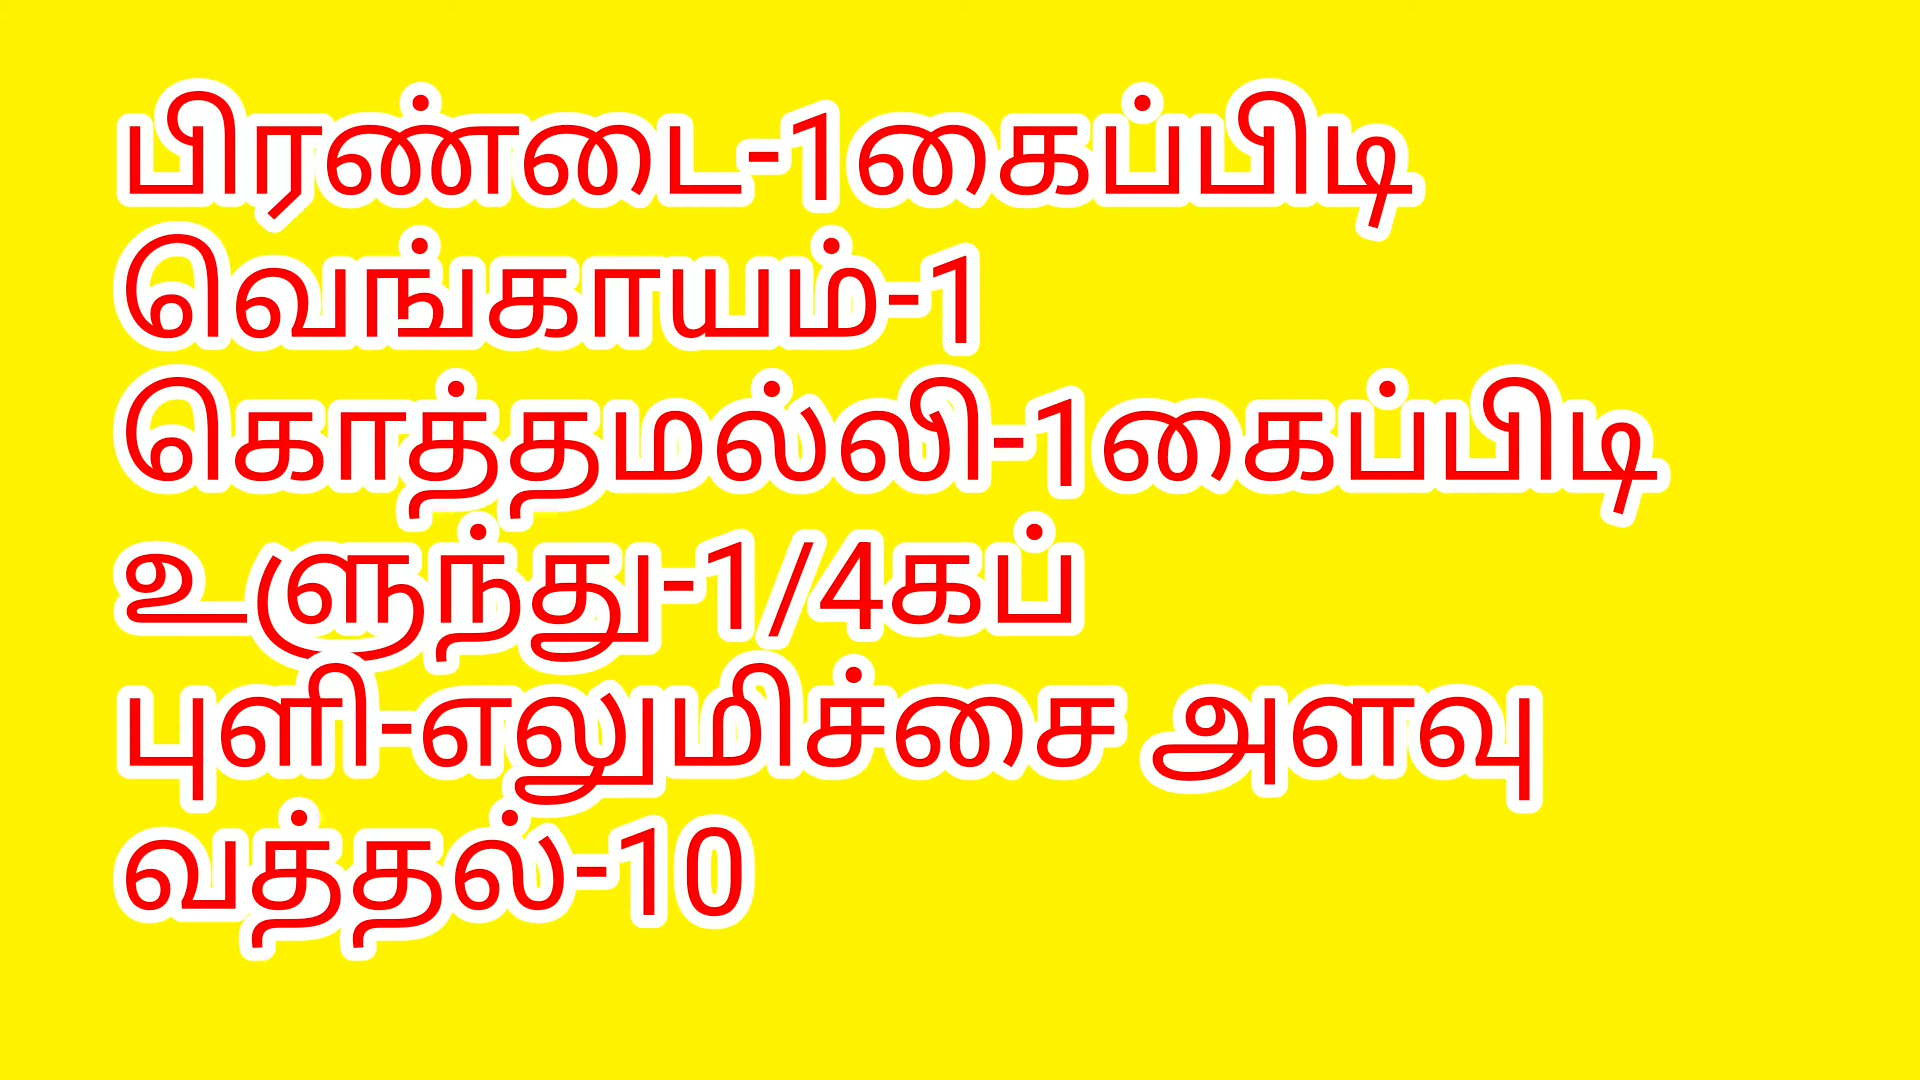 பிரண்டை-1கைப்பிடி
வெங்காயம்-1
கொத்தமல்லி-1கைப்பிடி
உளுந்து-1/4கப்
புளி-எலுமிச்சை அளவு
வத்தல்-10